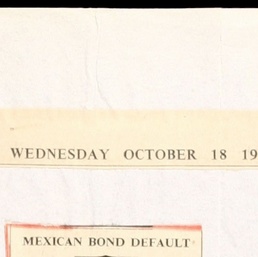 WEDNESDAY OCTOBER 18 19
MEXICAN BOND DEFAULT